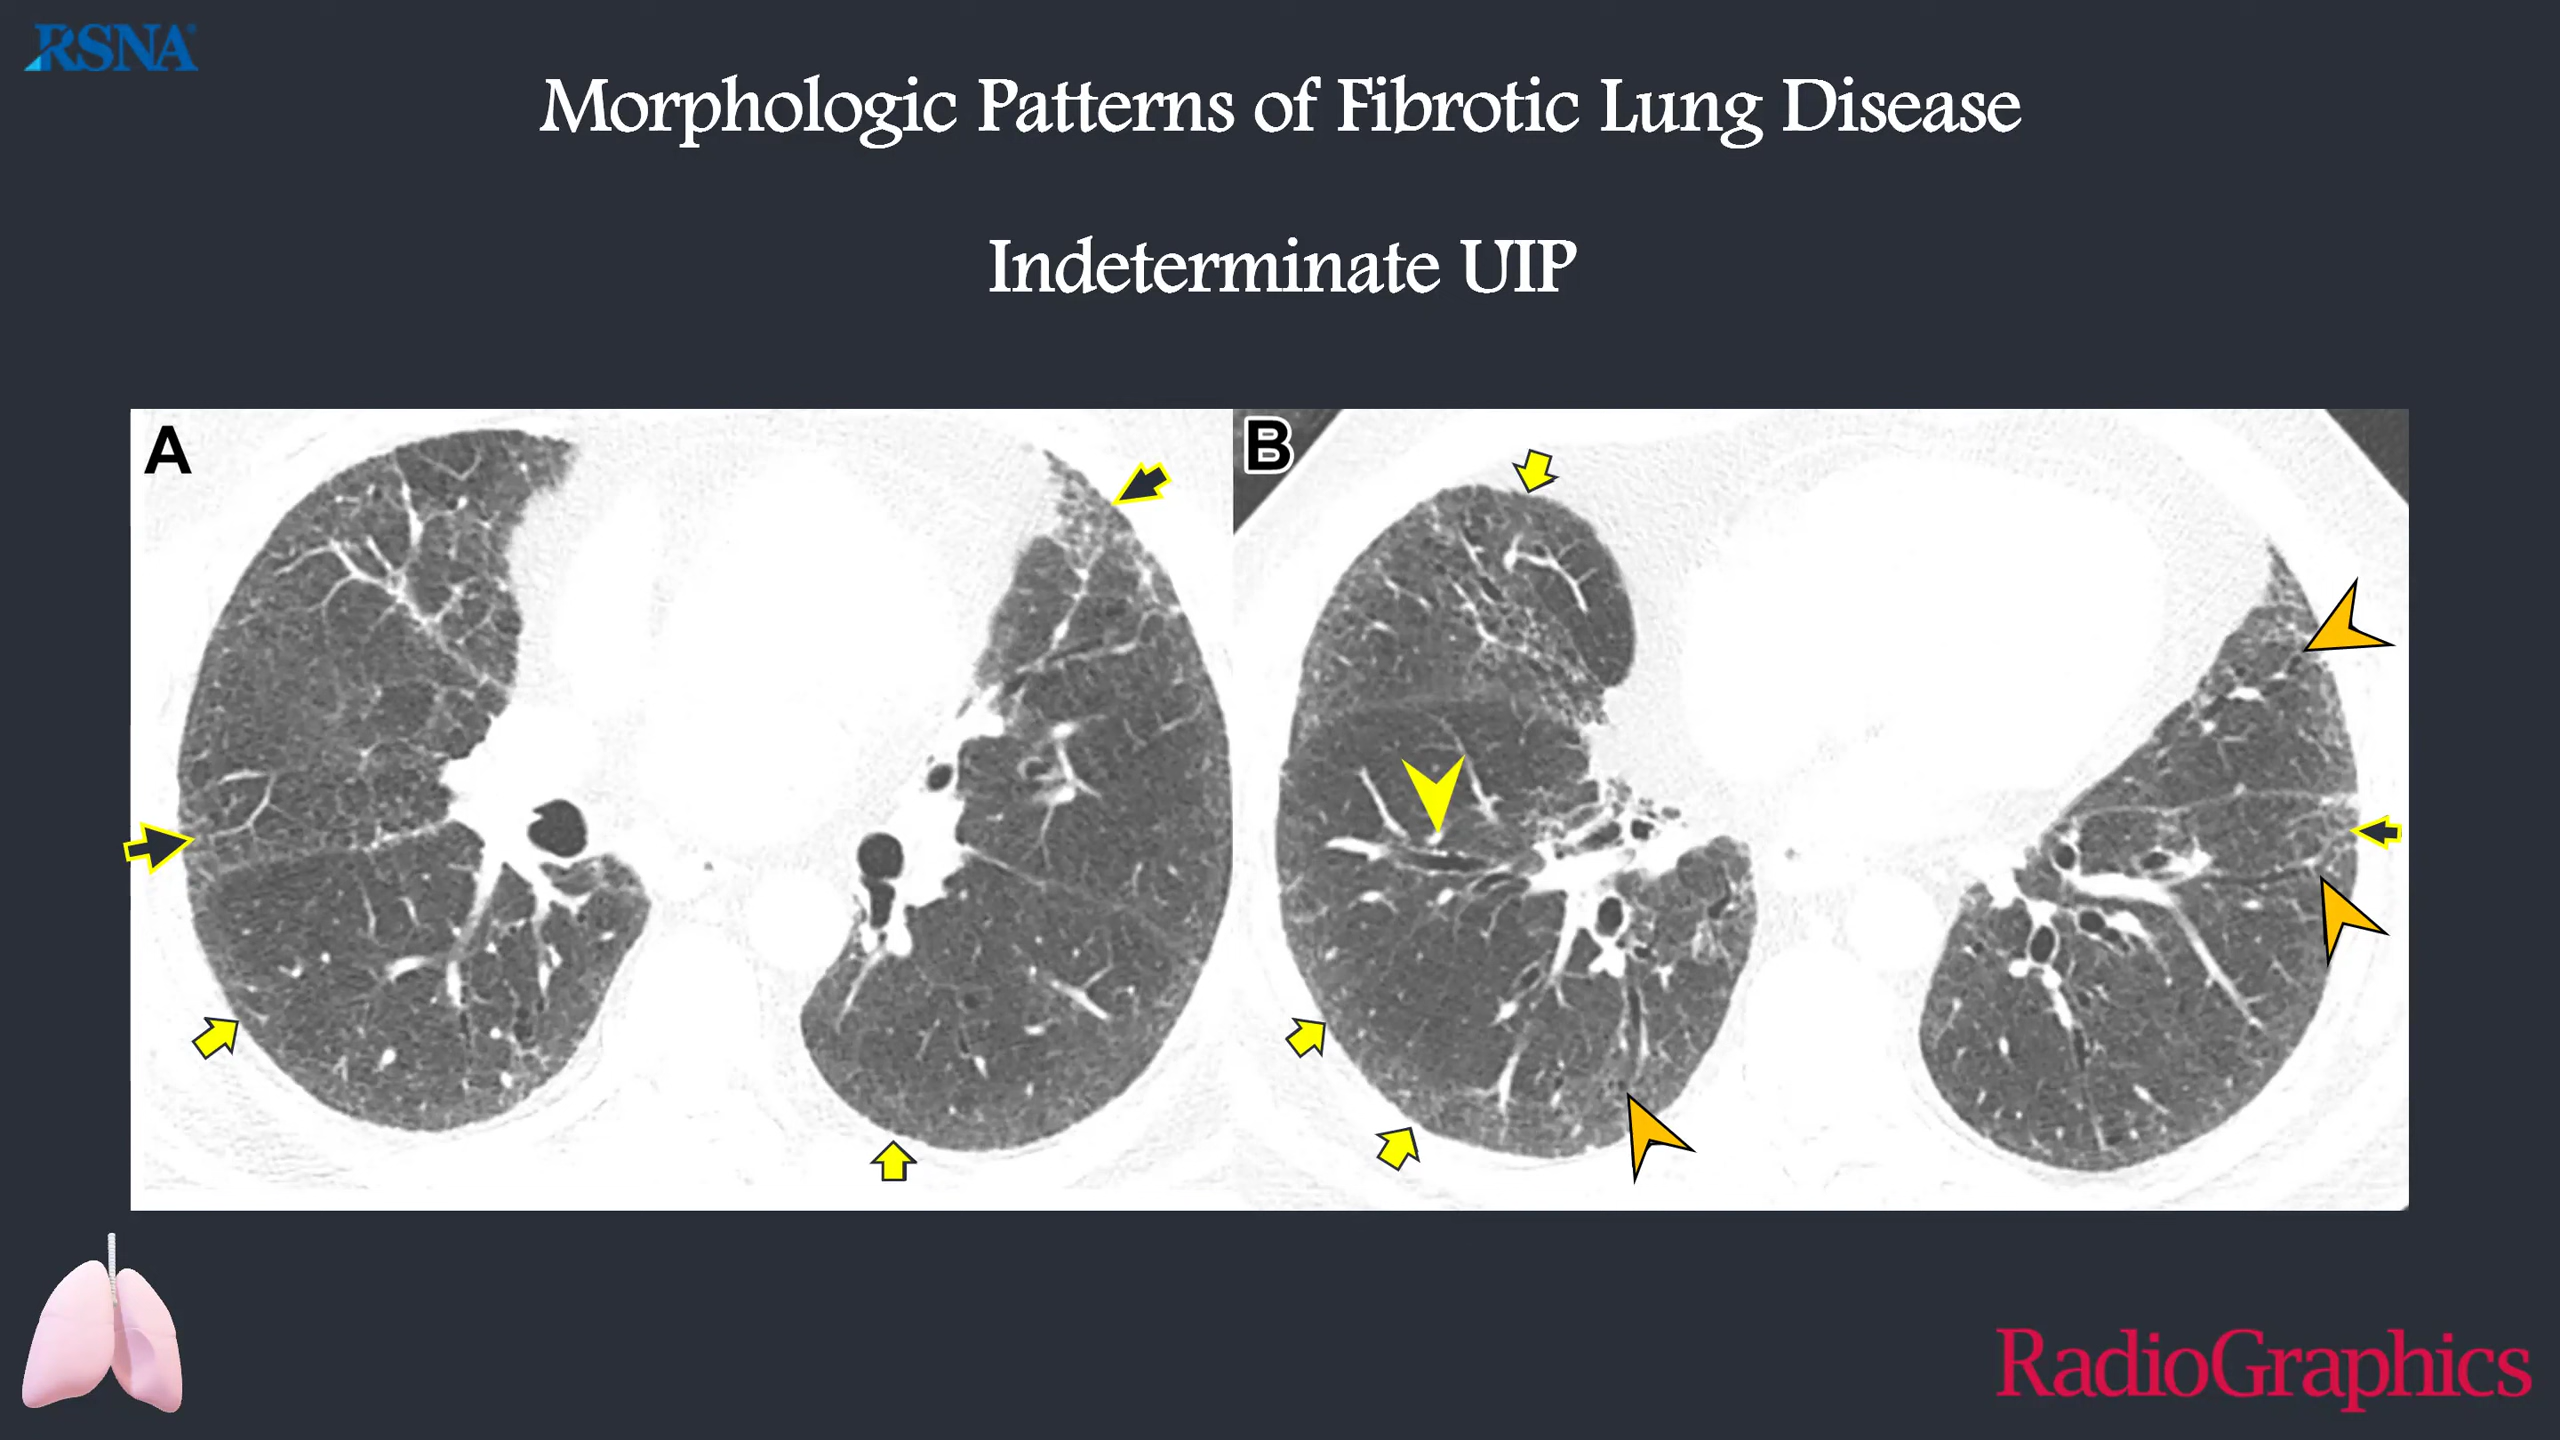 RSNA
Morphologic Patterns of Fibrotic Lung Disease
Indeterminate UIP
A
B
RadioGraphics